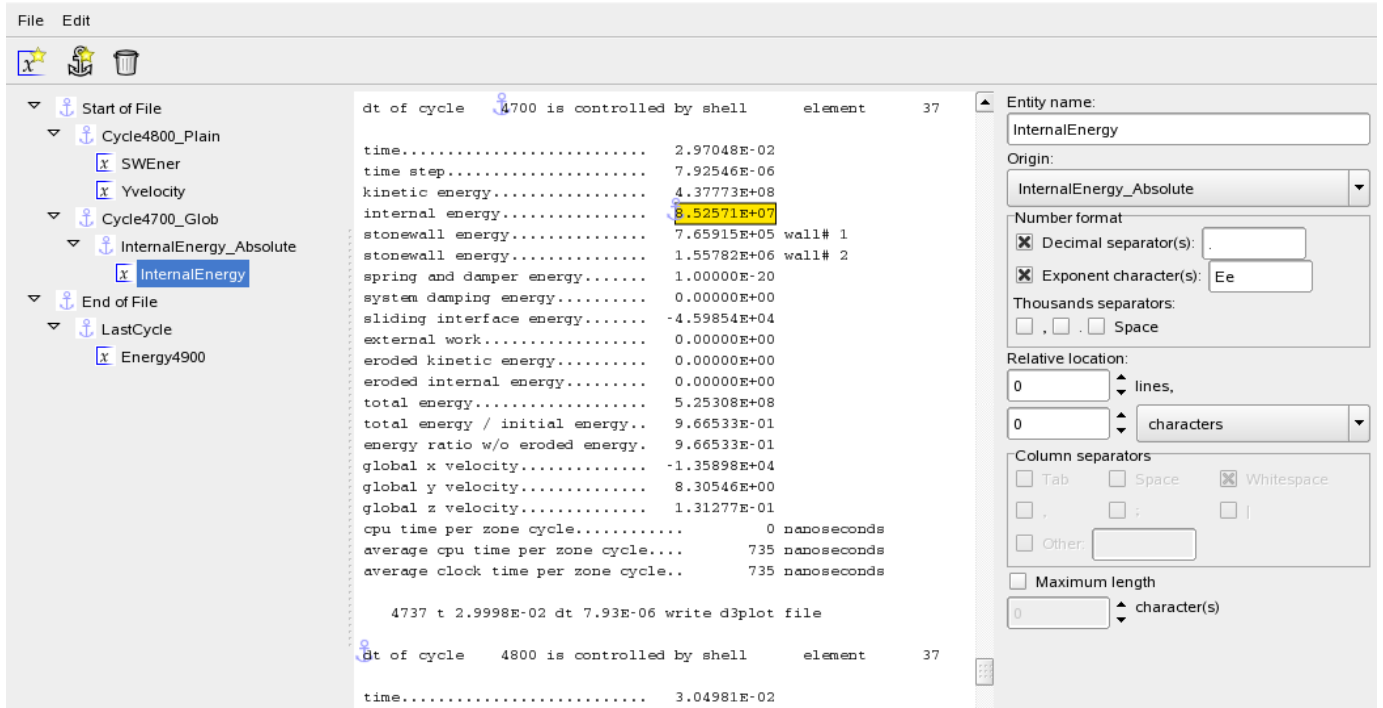 File Edit
Start of File
Cycle4800_Plain
x SWEner
x Yvelocity
Cycle4700_Glob
InternalEnergy_Absolute
x InternalEnergy
End of File
LastCycle
x Energy4900
dt of cycle 4700 is controlled by shell element 37
time........................... 2.97048E-02
time step...................... 7.92546E-06
kinetic energy................. 4.37773E+08
internal energy................ 8.52571E+07
stonewall energy............... 7.65915E+05 wall# 1
stonewall energy............... 1.55782E+06 wall# 2
spring and damper energy....... 1.00000E-20
system damping energy.......... 0.00000E+00
sliding interface energy....... -4.59854E+04
external work.................. 0.00000E+00
eroded kinetic energy.......... 0.00000E+00
eroded internal energy......... 0.00000E+00
total energy................... 5.25308E+08
total energy / initial energy.. 9.66533E-01
energy ratio w/o eroded energy. 9.66533E-01
global x velocity.............. -1.35898E+04
global y velocity.............. 8.30546E+00
global z velocity.............. 1.31277E-01
cpu time per zone cycle............ 0 nanoseconds
average cpu time per zone cycle.... 735 nanoseconds
average clock time per zone cycle.. 735 nanoseconds
4737 t 2.9998E-02 dt 7.93E-06 write d3plot file
dt of cycle 4800 is controlled by shell element 37
time........................... 3.04981E-02
Entity name:
InternalEnergy
Origin:
InternalEnergy_Absolute
Number format
Decimal separator(s): .
Exponent character(s): Ee
Thousands separators:
, . Space
Relative location:
0 lines,
0 characters
Column separators
Tab Space Whitespace
, ; |
Other:
Maximum length
0 character(s)